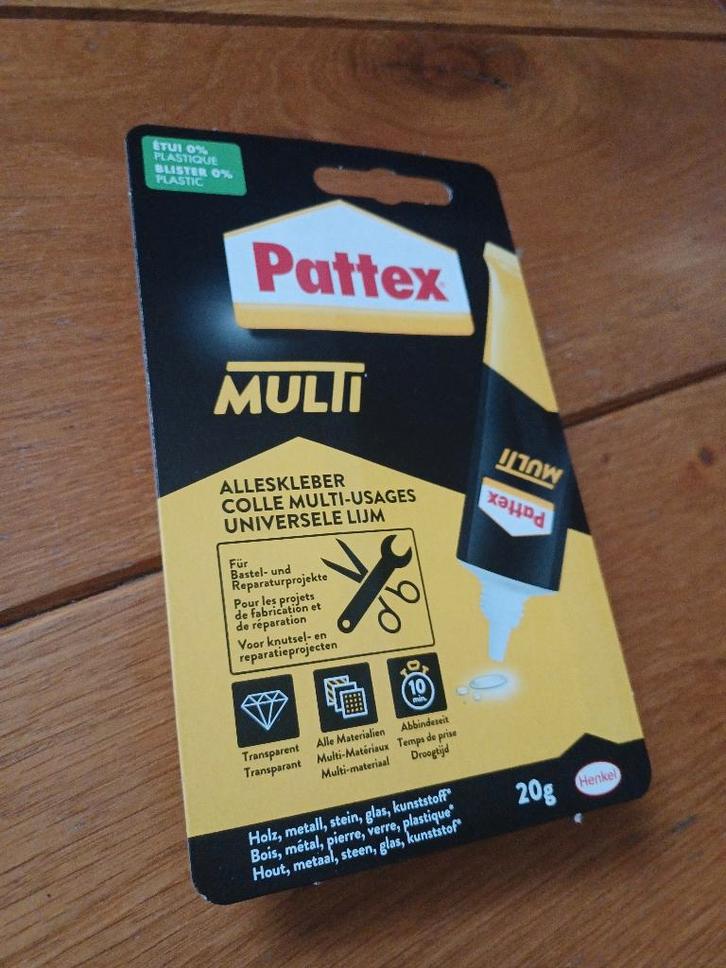 ÉTUI 0%
PLASTIQUE
BLISTER 0%
PLASTIC
Pattex
MULTI
ALLESKLEBER
COLLE MULTI-USAGES
UNIVERSELE LIJM
Für
Bastel- und
Reparaturprojekte
Pour les projets
de fabrication et
de réparation
Voor knutsel- en
reparatieprojecten
MULTI
Pattex
10
min.
Transparent
Transparant
Alle Materialien
Multi-Matériaux
Multi-materiaal
Abbindeseit
Temps de prise
Droogtijd
Holz, metall, stein, glas, kunststoff*
Bois, métal, pierre, verre, plastique*
Hout, metaal, steen, glas, kunststof*
20g
Henkel